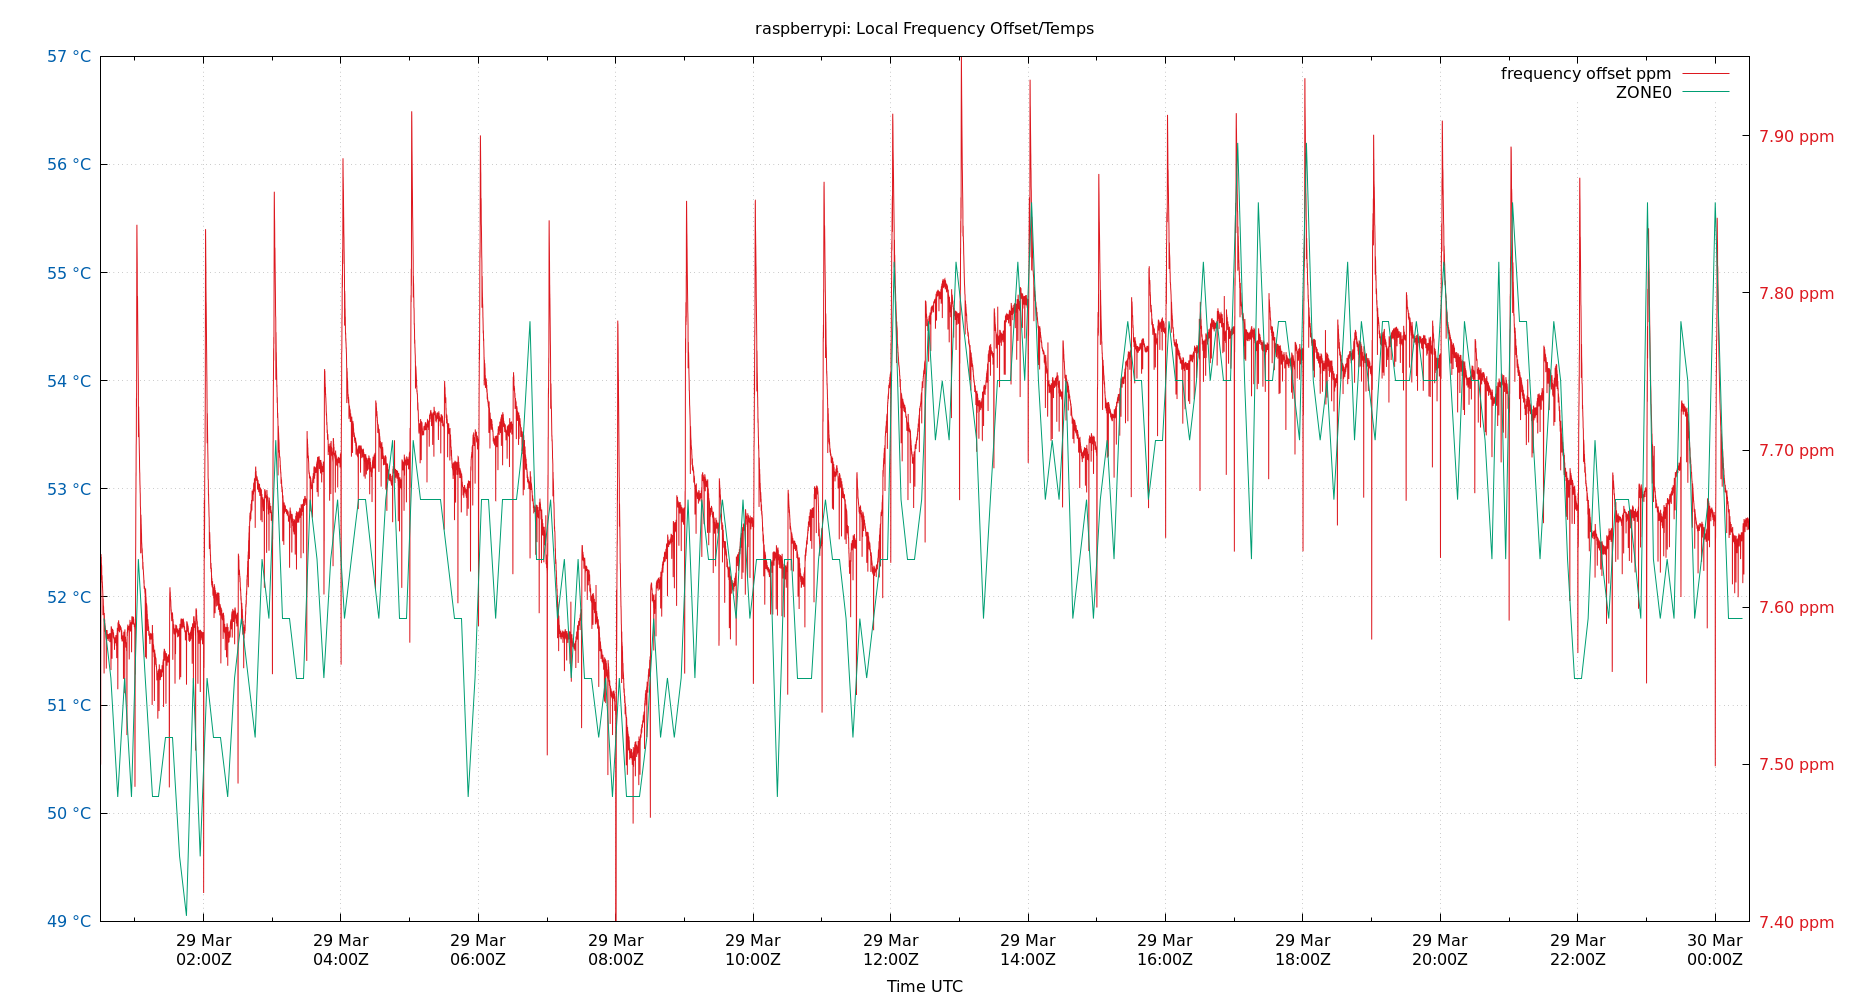 raspberrypi: Local Frequency Offset/Temps
57 °C
56 °C
55 °C
54 °C
53 °C
52 °C
51 °C
50 °C
49 °C
frequency offset ppm
ZONE0
7.90 ppm
7.80 ppm
7.70 ppm
7.60 ppm
7.50 ppm
7.40 ppm
29 Mar
02:00Z
29 Mar
04:00Z
29 Mar
06:00Z
29 Mar
08:00Z
29 Mar
10:00Z
29 Mar
12:00Z
29 Mar
14:00Z
29 Mar
16:00Z
29 Mar
18:00Z
29 Mar
20:00Z
29 Mar
22:00Z
30 Mar
00:00Z
Time UTC